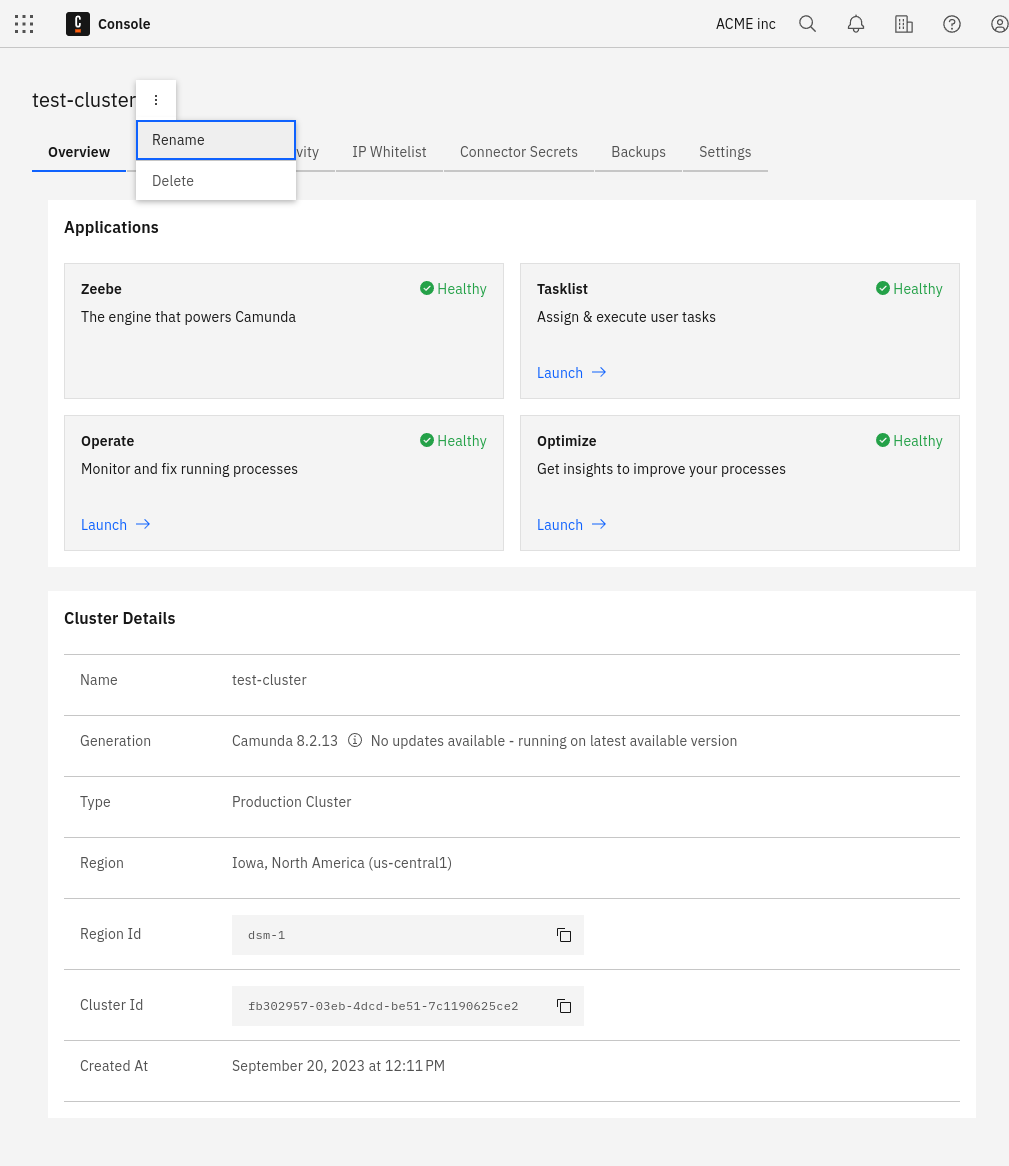 C
Console
ACME inc
test-cluster
Rename
Delete
Overview
vity
IP Whitelist
Connector Secrets
Backups
Settings
Applications
Zeebe
Healthy
The engine that powers Camunda
Tasklist
Healthy
Assign & execute user tasks
Launch
Operate
Healthy
Monitor and fix running processes
Launch
Optimize
Healthy
Get insights to improve your processes
Launch
Cluster Details
Name test-cluster
Generation Camunda 8.2.13 No updates available - running on latest available version
Type Production Cluster
Region Iowa, North America (us-central1)
Region Id dsm-1
Cluster Id fb302957-03eb-4dcd-be51-7c1190625ce2
Created At September 20, 2023 at 12:11 PM